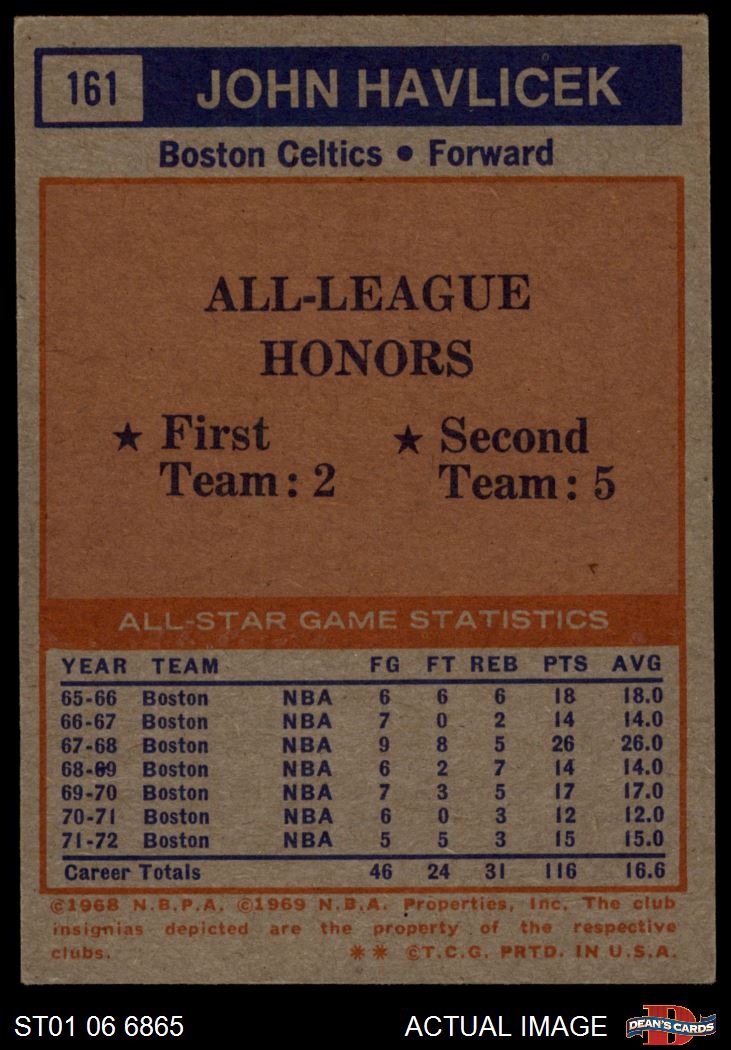 161 JOHN HAVLICEK
Boston Celtics • Forward
ALL-LEAGUE
HONORS
★ First Team: 2
★ Second Team: 5
ALL-STAR GAME STATISTICS
YEAR TEAM FG FT REB PTS AVG
65-66 Boston NBA 6 6 6 18 18.0
66-67 Boston NBA 7 0 2 14 14.0
67-68 Boston NBA 9 8 5 26 26.0
68-69 Boston NBA 6 2 7 14 14.0
69-70 Boston NBA 7 3 5 17 17.0
70-71 Boston NBA 6 0 3 12 12.0
71-72 Boston NBA 5 5 3 15 15.0
Career Totals 46 24 31 116 16.6
©1968 N.B.P.A. ©1969 N.B.A. Properties, Inc. The club
insignias depicted are the property of the respective
clubs. ** ©T.C.G. PRTD. IN U.S.A.
ST01 06 6865 ACTUAL IMAGE D DEAN'S CARDS